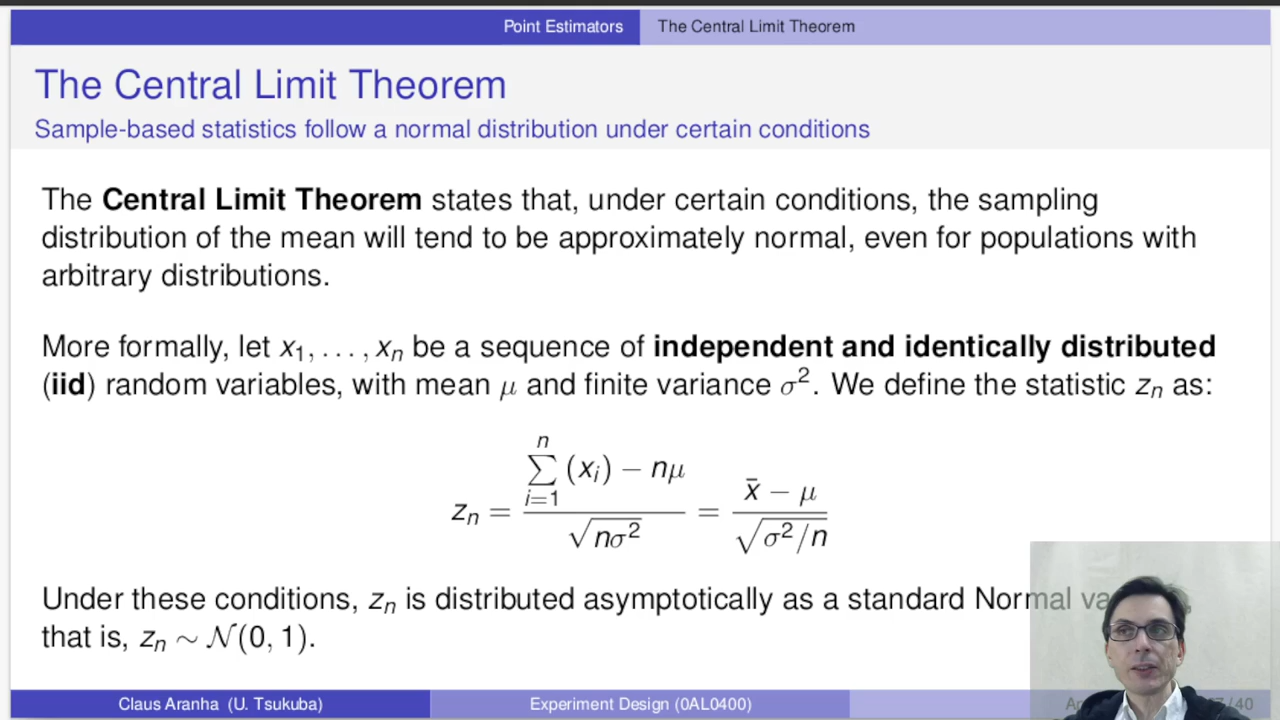 Point Estimators The Central Limit Theorem
The Central Limit Theorem
Sample-based statistics follow a normal distribution under certain conditions
The Central Limit Theorem states that, under certain conditions, the sampling
distribution of the mean will tend to be approximately normal, even for populations with
arbitrary distributions.
More formally, let x₁, . . . , xₙ be a sequence of independent and identically distributed
(iid) random variables, with mean μ and finite variance σ². We define the statistic zₙ as:
zₙ = (∑ⁿᵢ₌₁ (xᵢ) − nμ) / √(nσ²) = (x̄ − μ) / √(σ²/n)
Under these conditions, zₙ is distributed asymptotically as a standard Normal
that is, zₙ ∼ N(0, 1).
Claus Aranha (U. Tsukuba) Experiment Design (0AL0400) /40